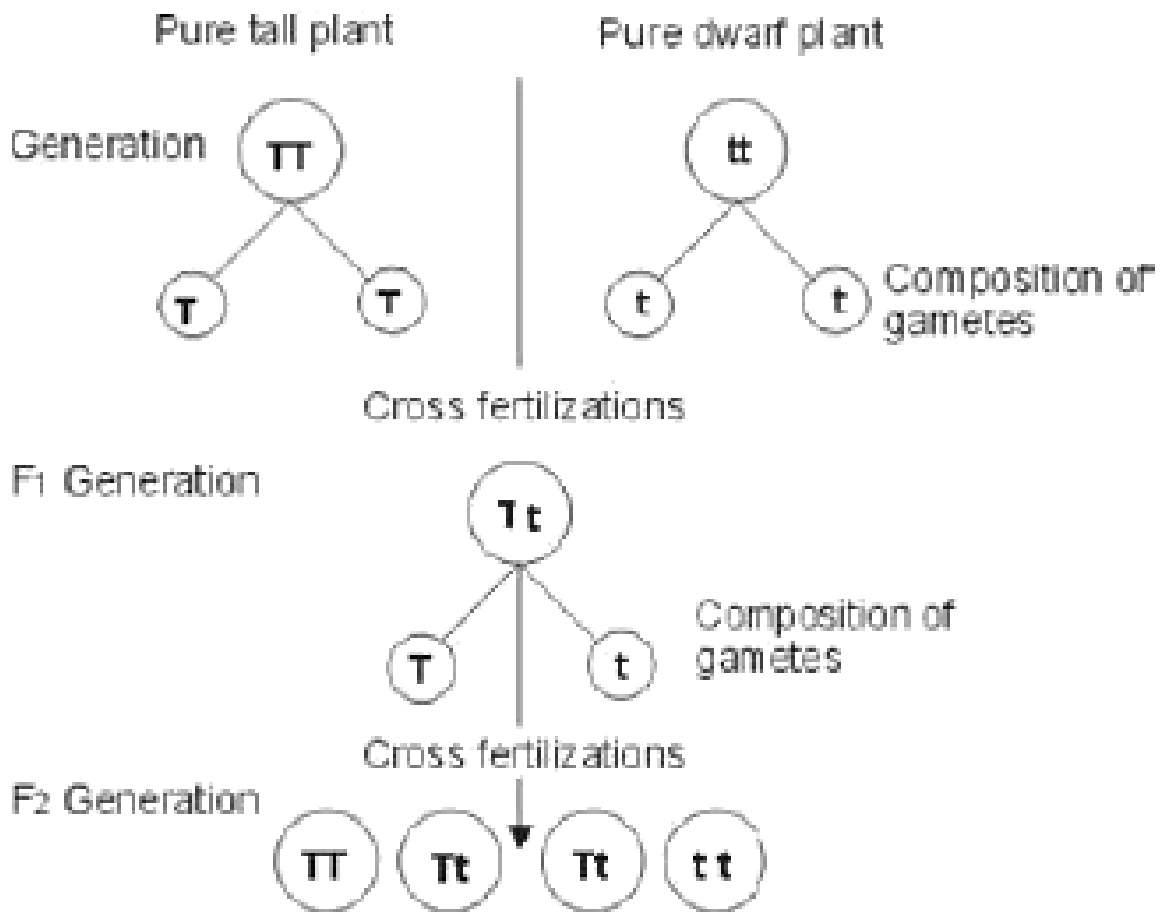 Pure tall plant
Pure dwarf plant
Generation
TT
tt
T
T
t
t
Composition of
gametes
Cross fertilizations
F1 Generation
Tt
T
t
Composition of
gametes
Cross fertilizations
F2 Generation
TT
Tt
Tt
tt